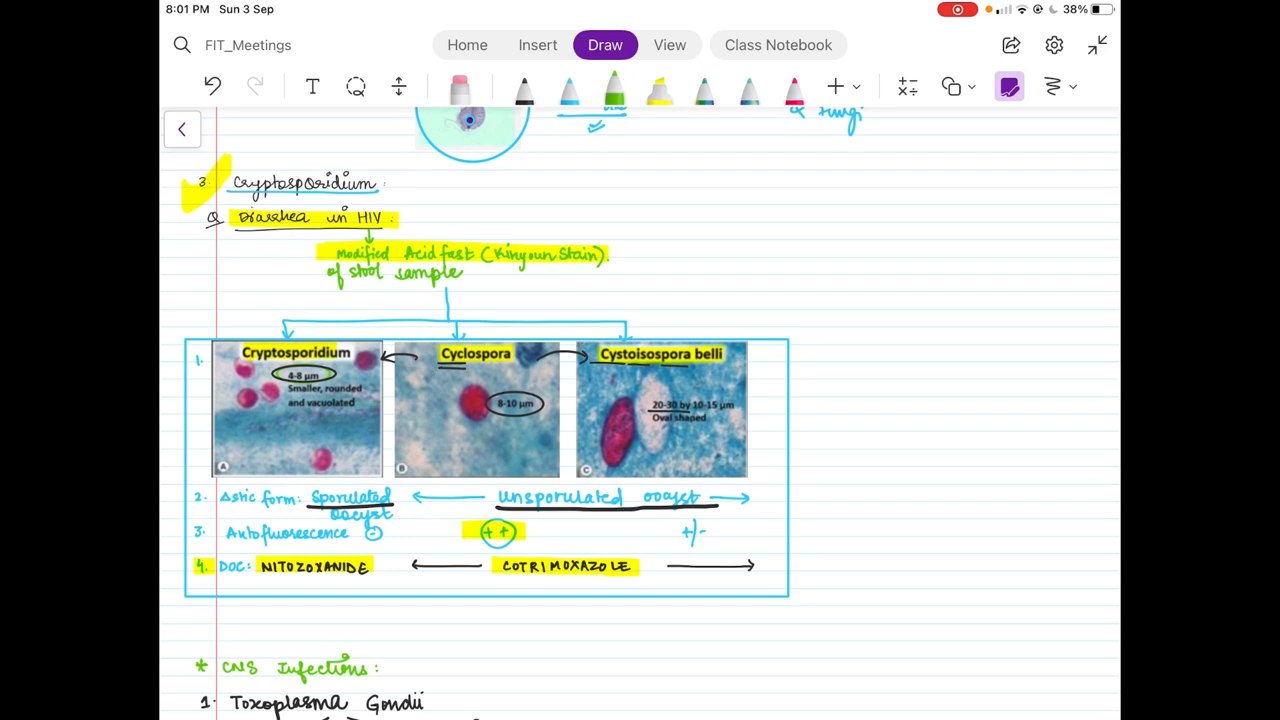 8:01 PM Sun 3 Sep
38%
FIT_Meetings
Home Insert Draw View Class Notebook
T
& fungi
3. Cryptosporidium
Q Diarrhea in HIV:
modified Acid fast (Kinyoun Stain)
of stool sample
1. Cryptosporidium Cyclospora Cystoisospora belli
4-8 μm
Smaller, rounded
and vacuolated
8-10 μm
20-30 by 10-15 μm
Oval shaped
A B C
2. form: Sporulated oocyst Unsporulated oocyst
3. Autofluorescence - ++ +/-
4. DOC: NITOZOXANIDE COTRIMOXAZOLE
* CNS Infections:
1. Toxoplasma Gondii